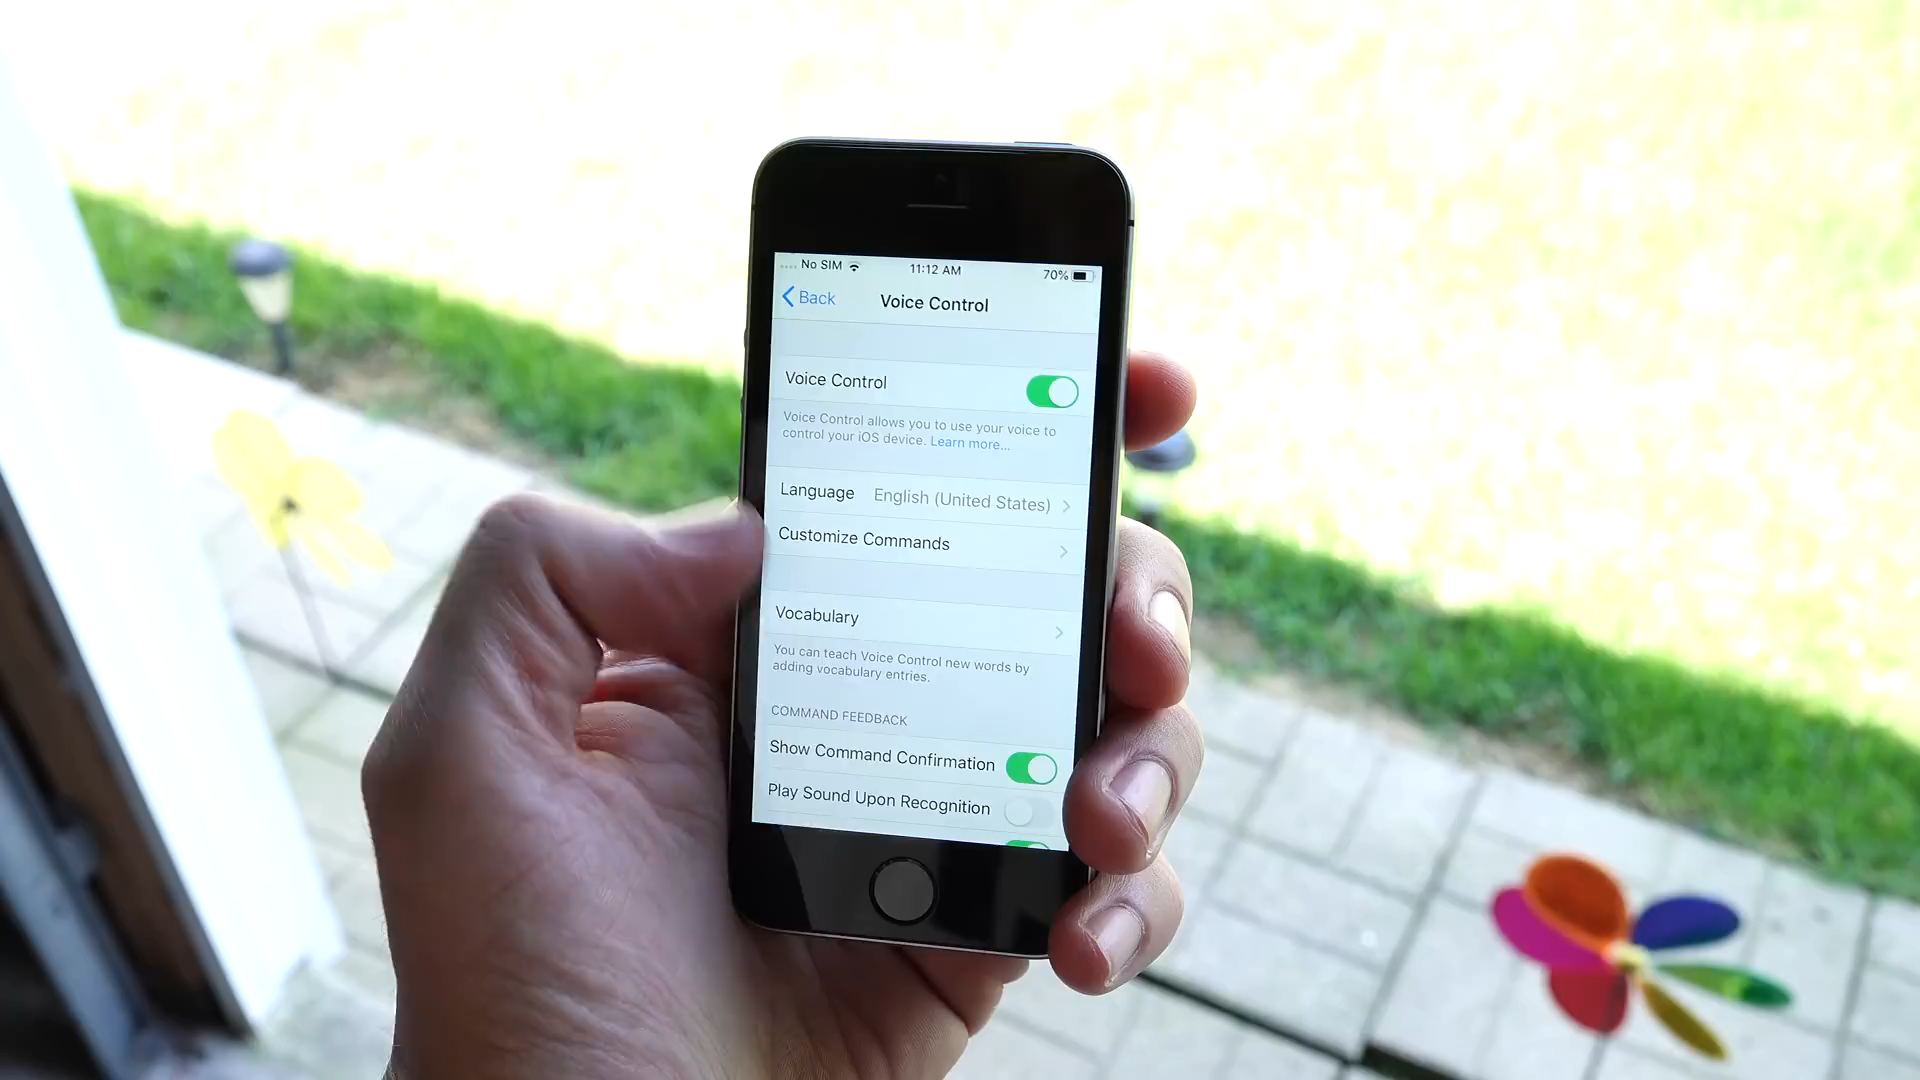 No SIM 11:12 AM 70%
Back Voice Control
Voice Control
Voice Control allows you to use your voice to
control your iOS device. Learn more...
Language English (United States)
Customize Commands
Vocabulary
You can teach Voice Control new words by
adding vocabulary entries.
COMMAND FEEDBACK
Show Command Confirmation
Play Sound Upon Recognition